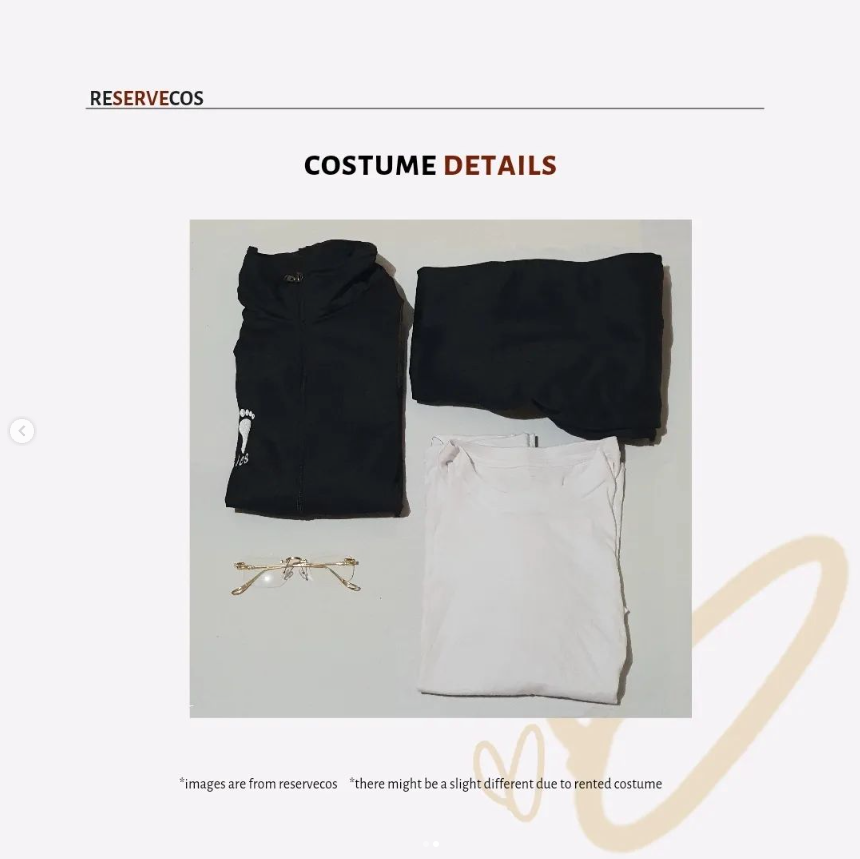 RESERVECOS
COSTUME DETAILS
*images are from reservecos *there might be a slight different due to rented costume